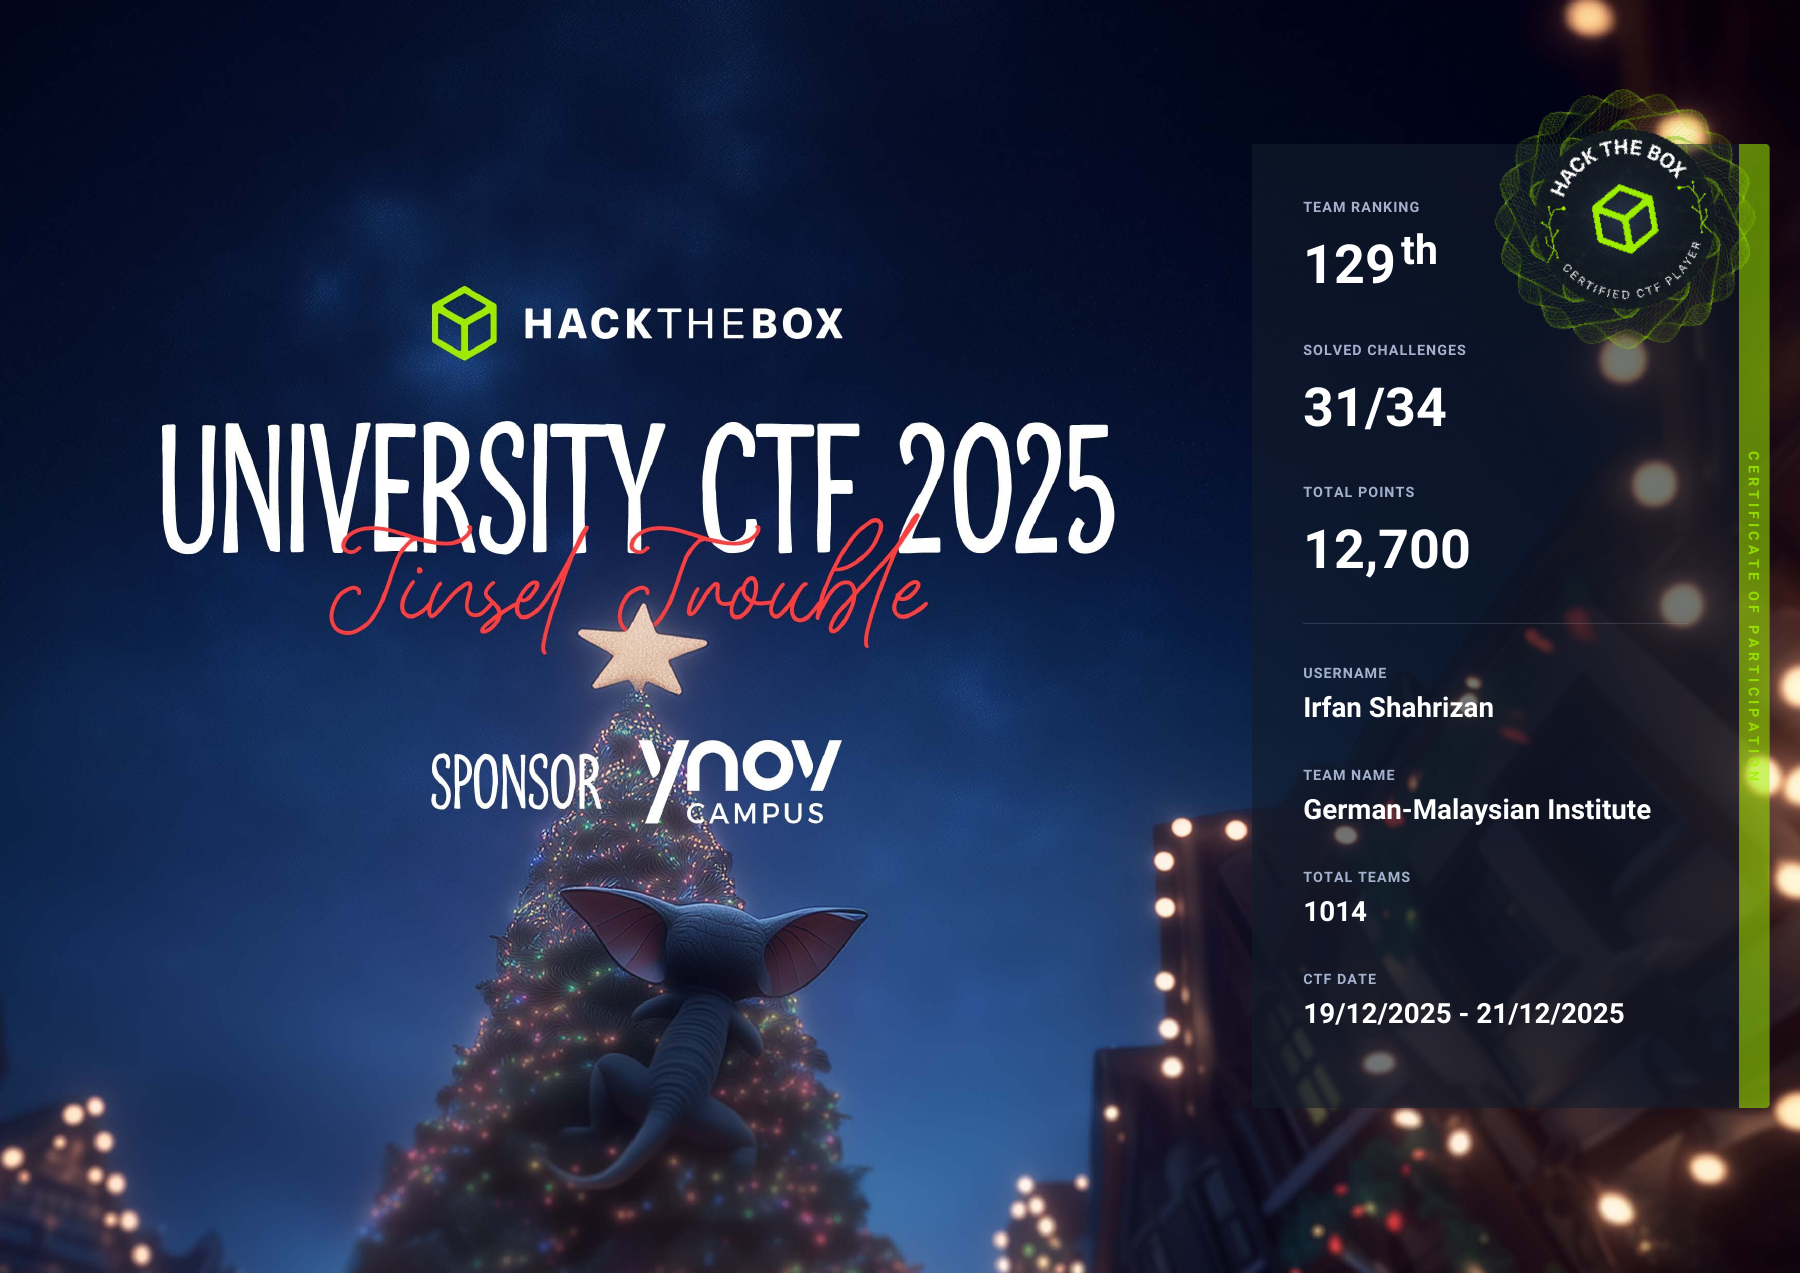 HACKTHEBOX
UNIVERSITY CTF 2025
Tinsel Trouble
SPONSOR
ynov
CAMPUS
HACK THE BOX
CERTIFIED CTF PLAYER
TEAM RANKING
129th
SOLVED CHALLENGES
31/34
TOTAL POINTS
12,700
USERNAME
Irfan Shahrizan
TEAM NAME
German-Malaysian Institute
TOTAL TEAMS
1014
CTF DATE
19/12/2025 - 21/12/2025
CERTIFICATE OF PARTICIPATION